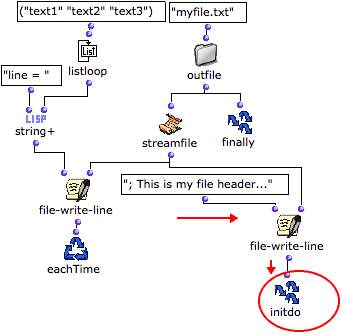 ("text1" "text2" "text3")
"myfile.txt"
List
listloop
outfile
"line = "
LISP
string+
streamfile
finally
"; This is my file header..."
file-write-line
file-write-line
eachTime
initdo